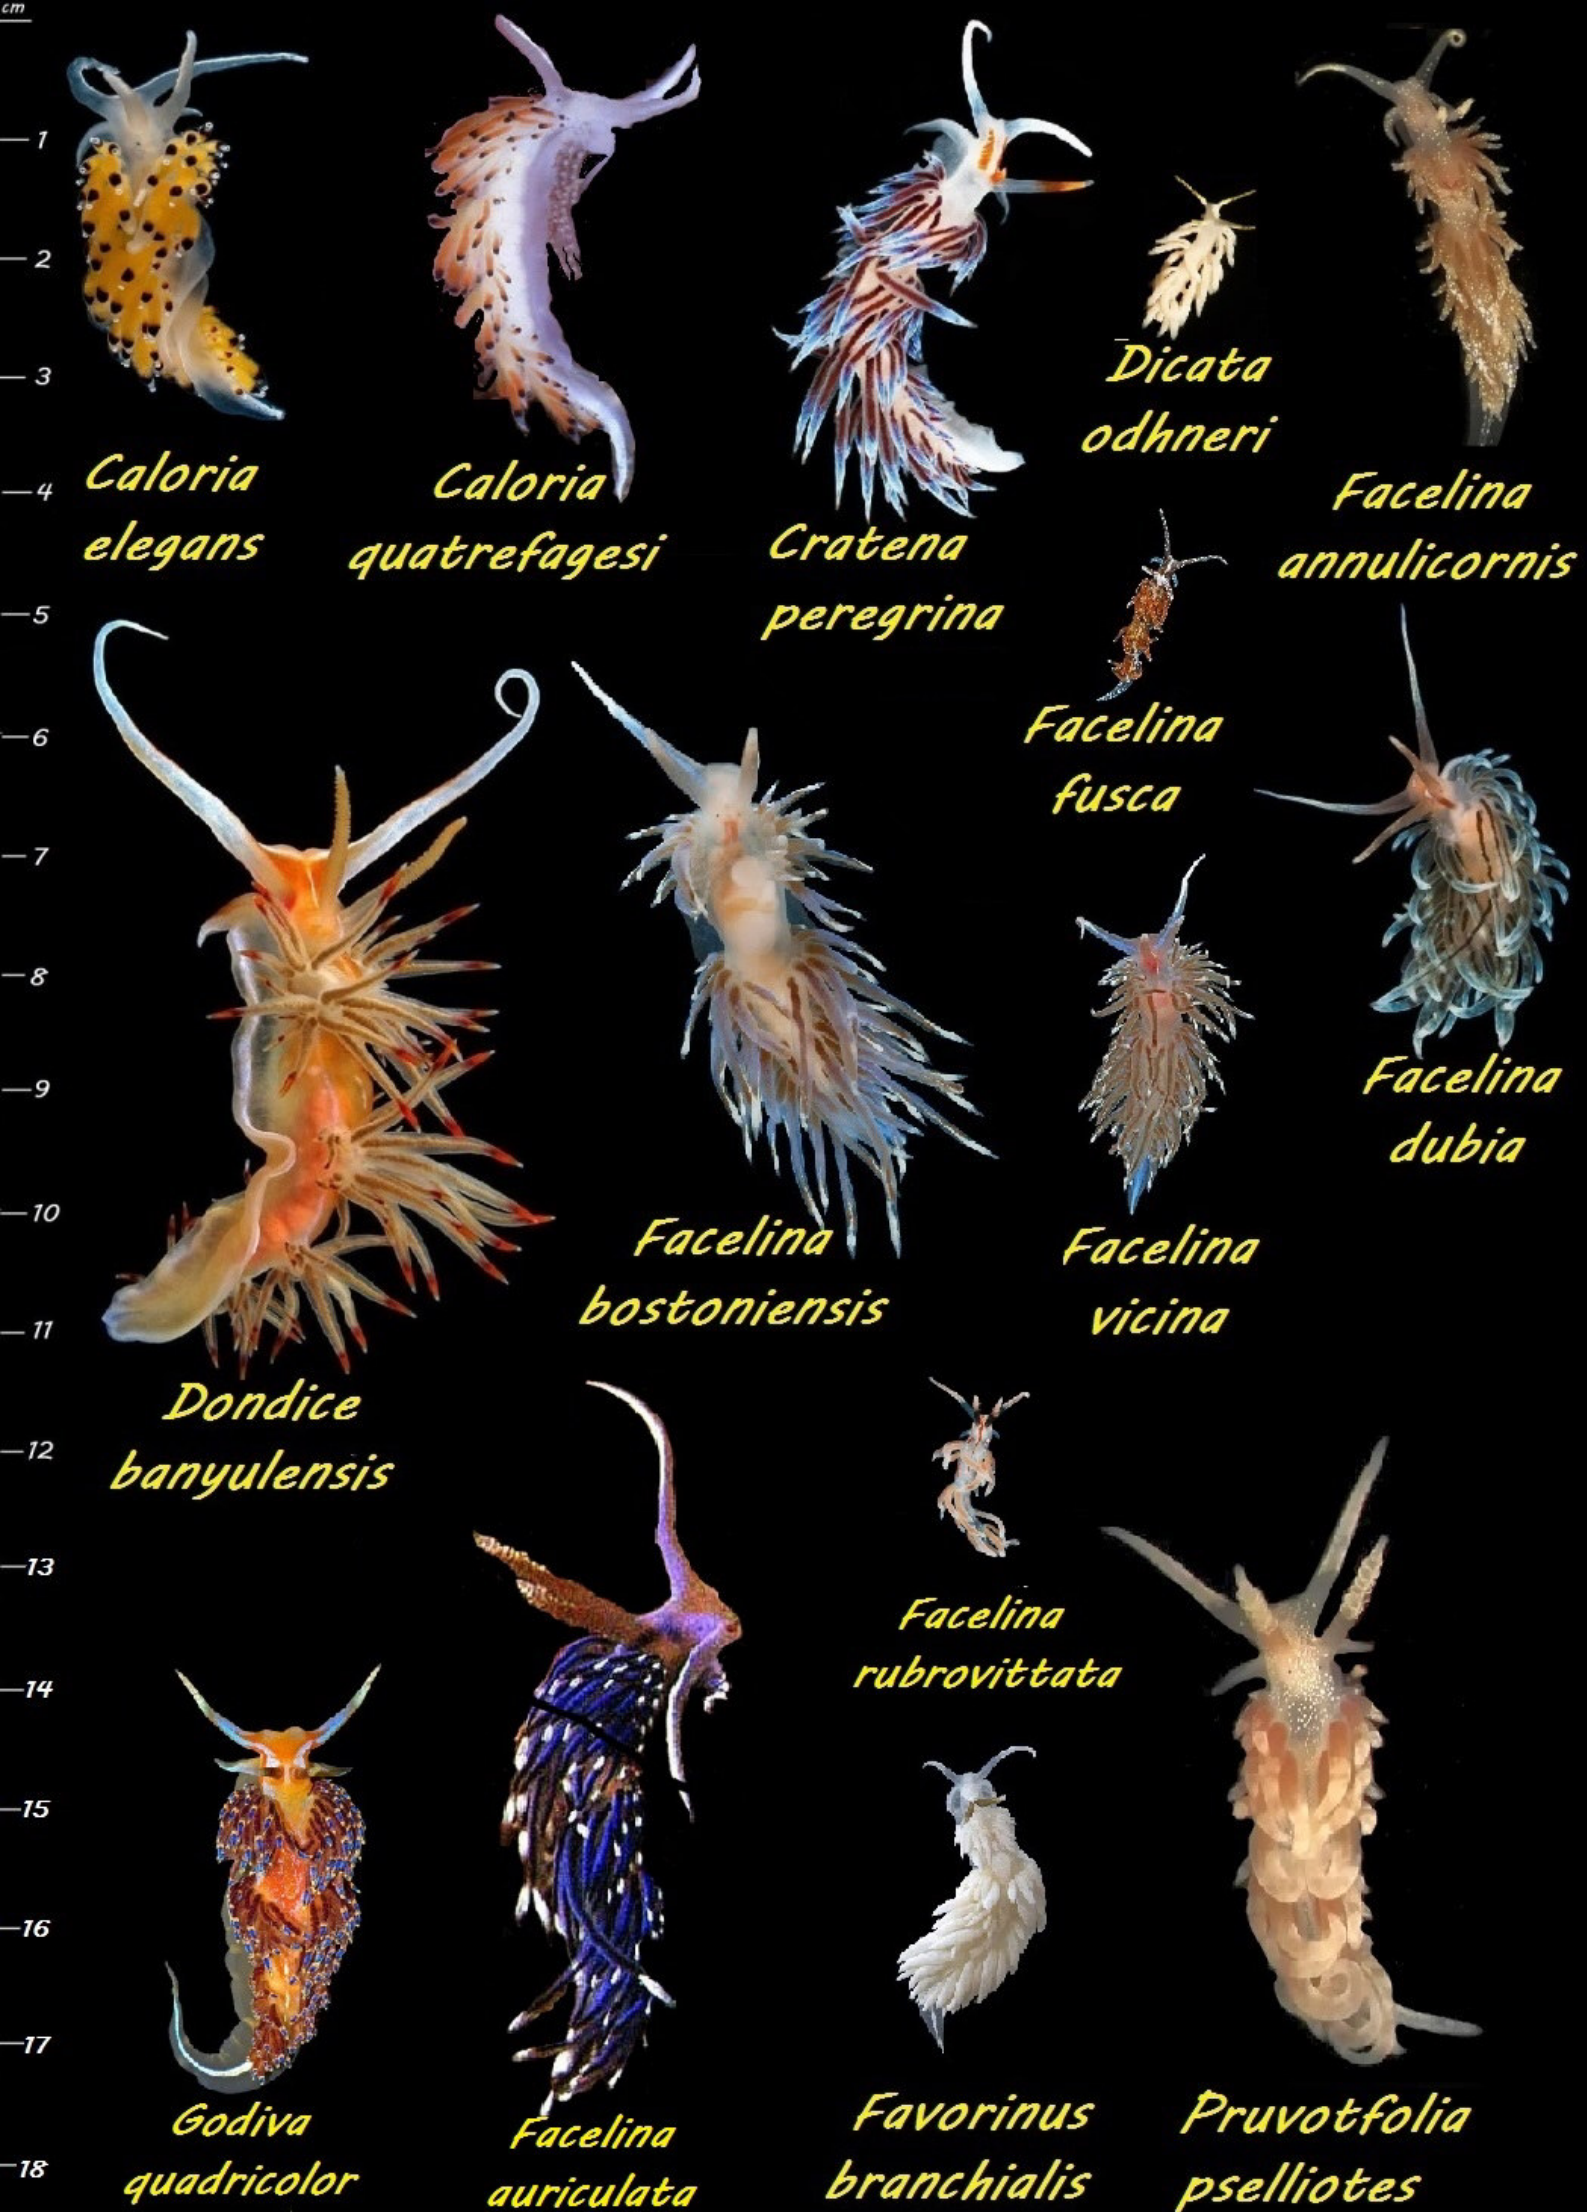 cm
1
2
3
4
5
6
7
8
9
10
11
12
13
14
15
16
17
18
Caloria
elegans
Caloria
quatrefagesi
Cratena
peregrina
Dicata
odhneri
Facelina
annulicornis
Facelina
fusca
Facelina
dubia
Facelina
bostoniensis
Facelina
vicina
Dondice
banyulensis
Facelina
rubrovittata
Godiva
quadricolor
Facelina
auriculata
Favorinus
branchialis
Pruvotfolia
pselliotes